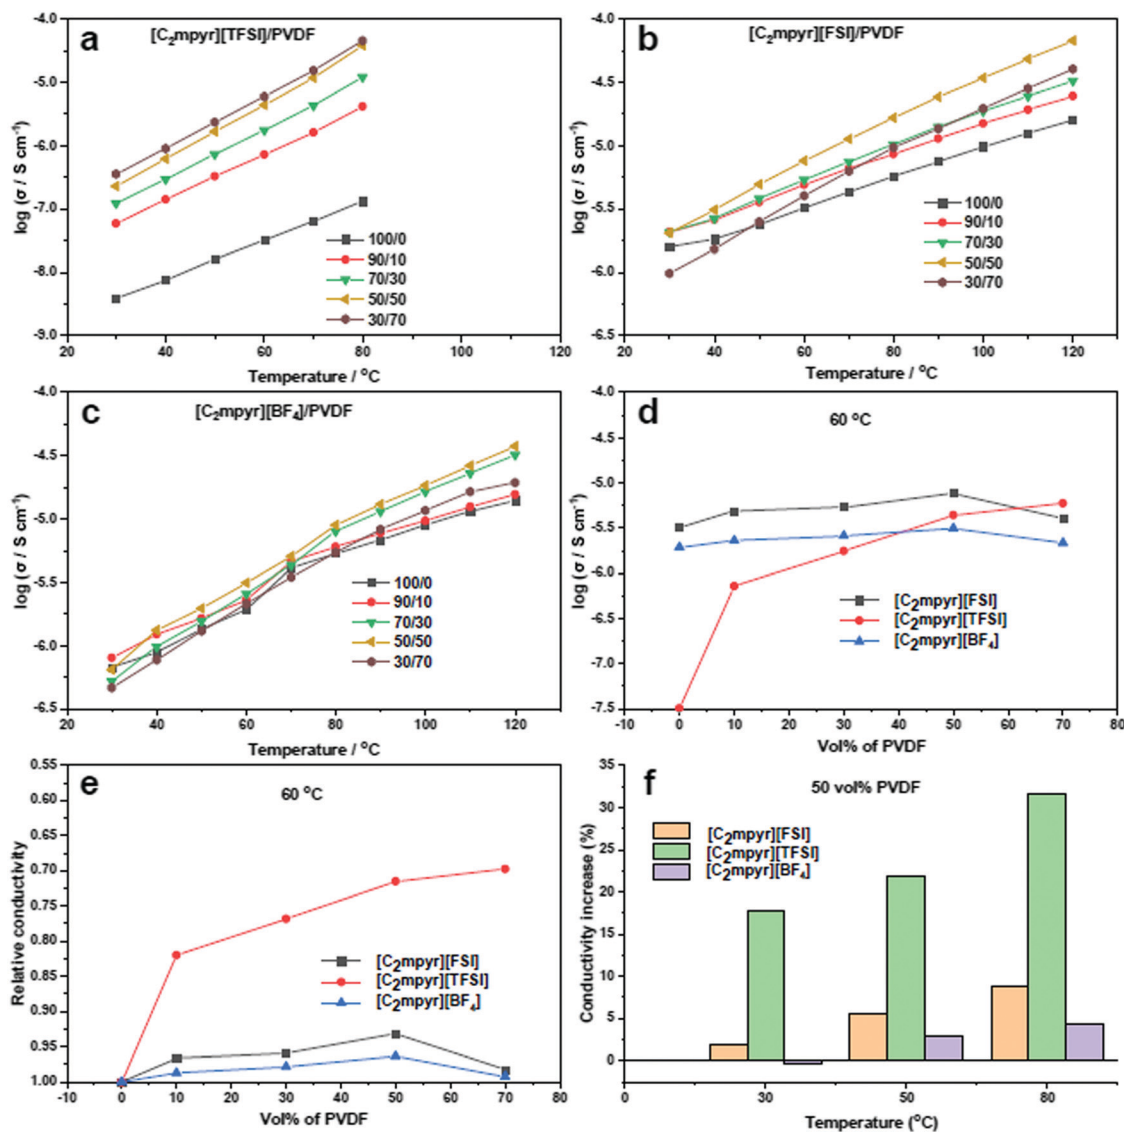 a
[C₂mpyr][TFSI]/PVDF
-4.0
-5.0
-6.0
-7.0
-8.0
-9.0
log (σ / S cm⁻¹)
100/0
90/10
70/30
50/50
30/70
20 40 60 80 100 120
Temperature / °C
b
[C₂mpyr][FSI]/PVDF
-4.0
-4.5
-5.0
-5.5
-6.0
-6.5
log (σ / S cm⁻¹)
100/0
90/10
70/30
50/50
30/70
20 40 60 80 100 120
Temperature / °C
c
[C₂mpyr][BF₄]/PVDF
-4.0
-4.5
-5.0
-5.5
-6.0
-6.5
log (σ / S cm⁻¹)
100/0
90/10
70/30
50/50
30/70
20 40 60 80 100 120
Temperature / °C
d
60 °C
-4.0
-4.5
-5.0
-5.5
-6.0
-6.5
-7.0
-7.5
log (σ / S cm⁻¹)
[C₂mpyr][FSI]
[C₂mpyr][TFSI]
[C₂mpyr][BF₄]
-10 0 10 20 30 40 50 60 70 80
Vol% of PVDF
e
60 °C
0.55
0.60
0.65
0.70
0.75
0.80
0.85
0.90
0.95
1.00
Relative conductivity
[C₂mpyr][FSI]
[C₂mpyr][TFSI]
[C₂mpyr][BF₄]
-10 0 10 20 30 40 50 60 70 80
Vol% of PVDF
f
50 vol% PVDF
35
30
25
20
15
10
5
0
Conductivity increase (%)
[C₂mpyr][FSI]
[C₂mpyr][TFSI]
[C₂mpyr][BF₄]
0 30 50 80
Temperature (°C)